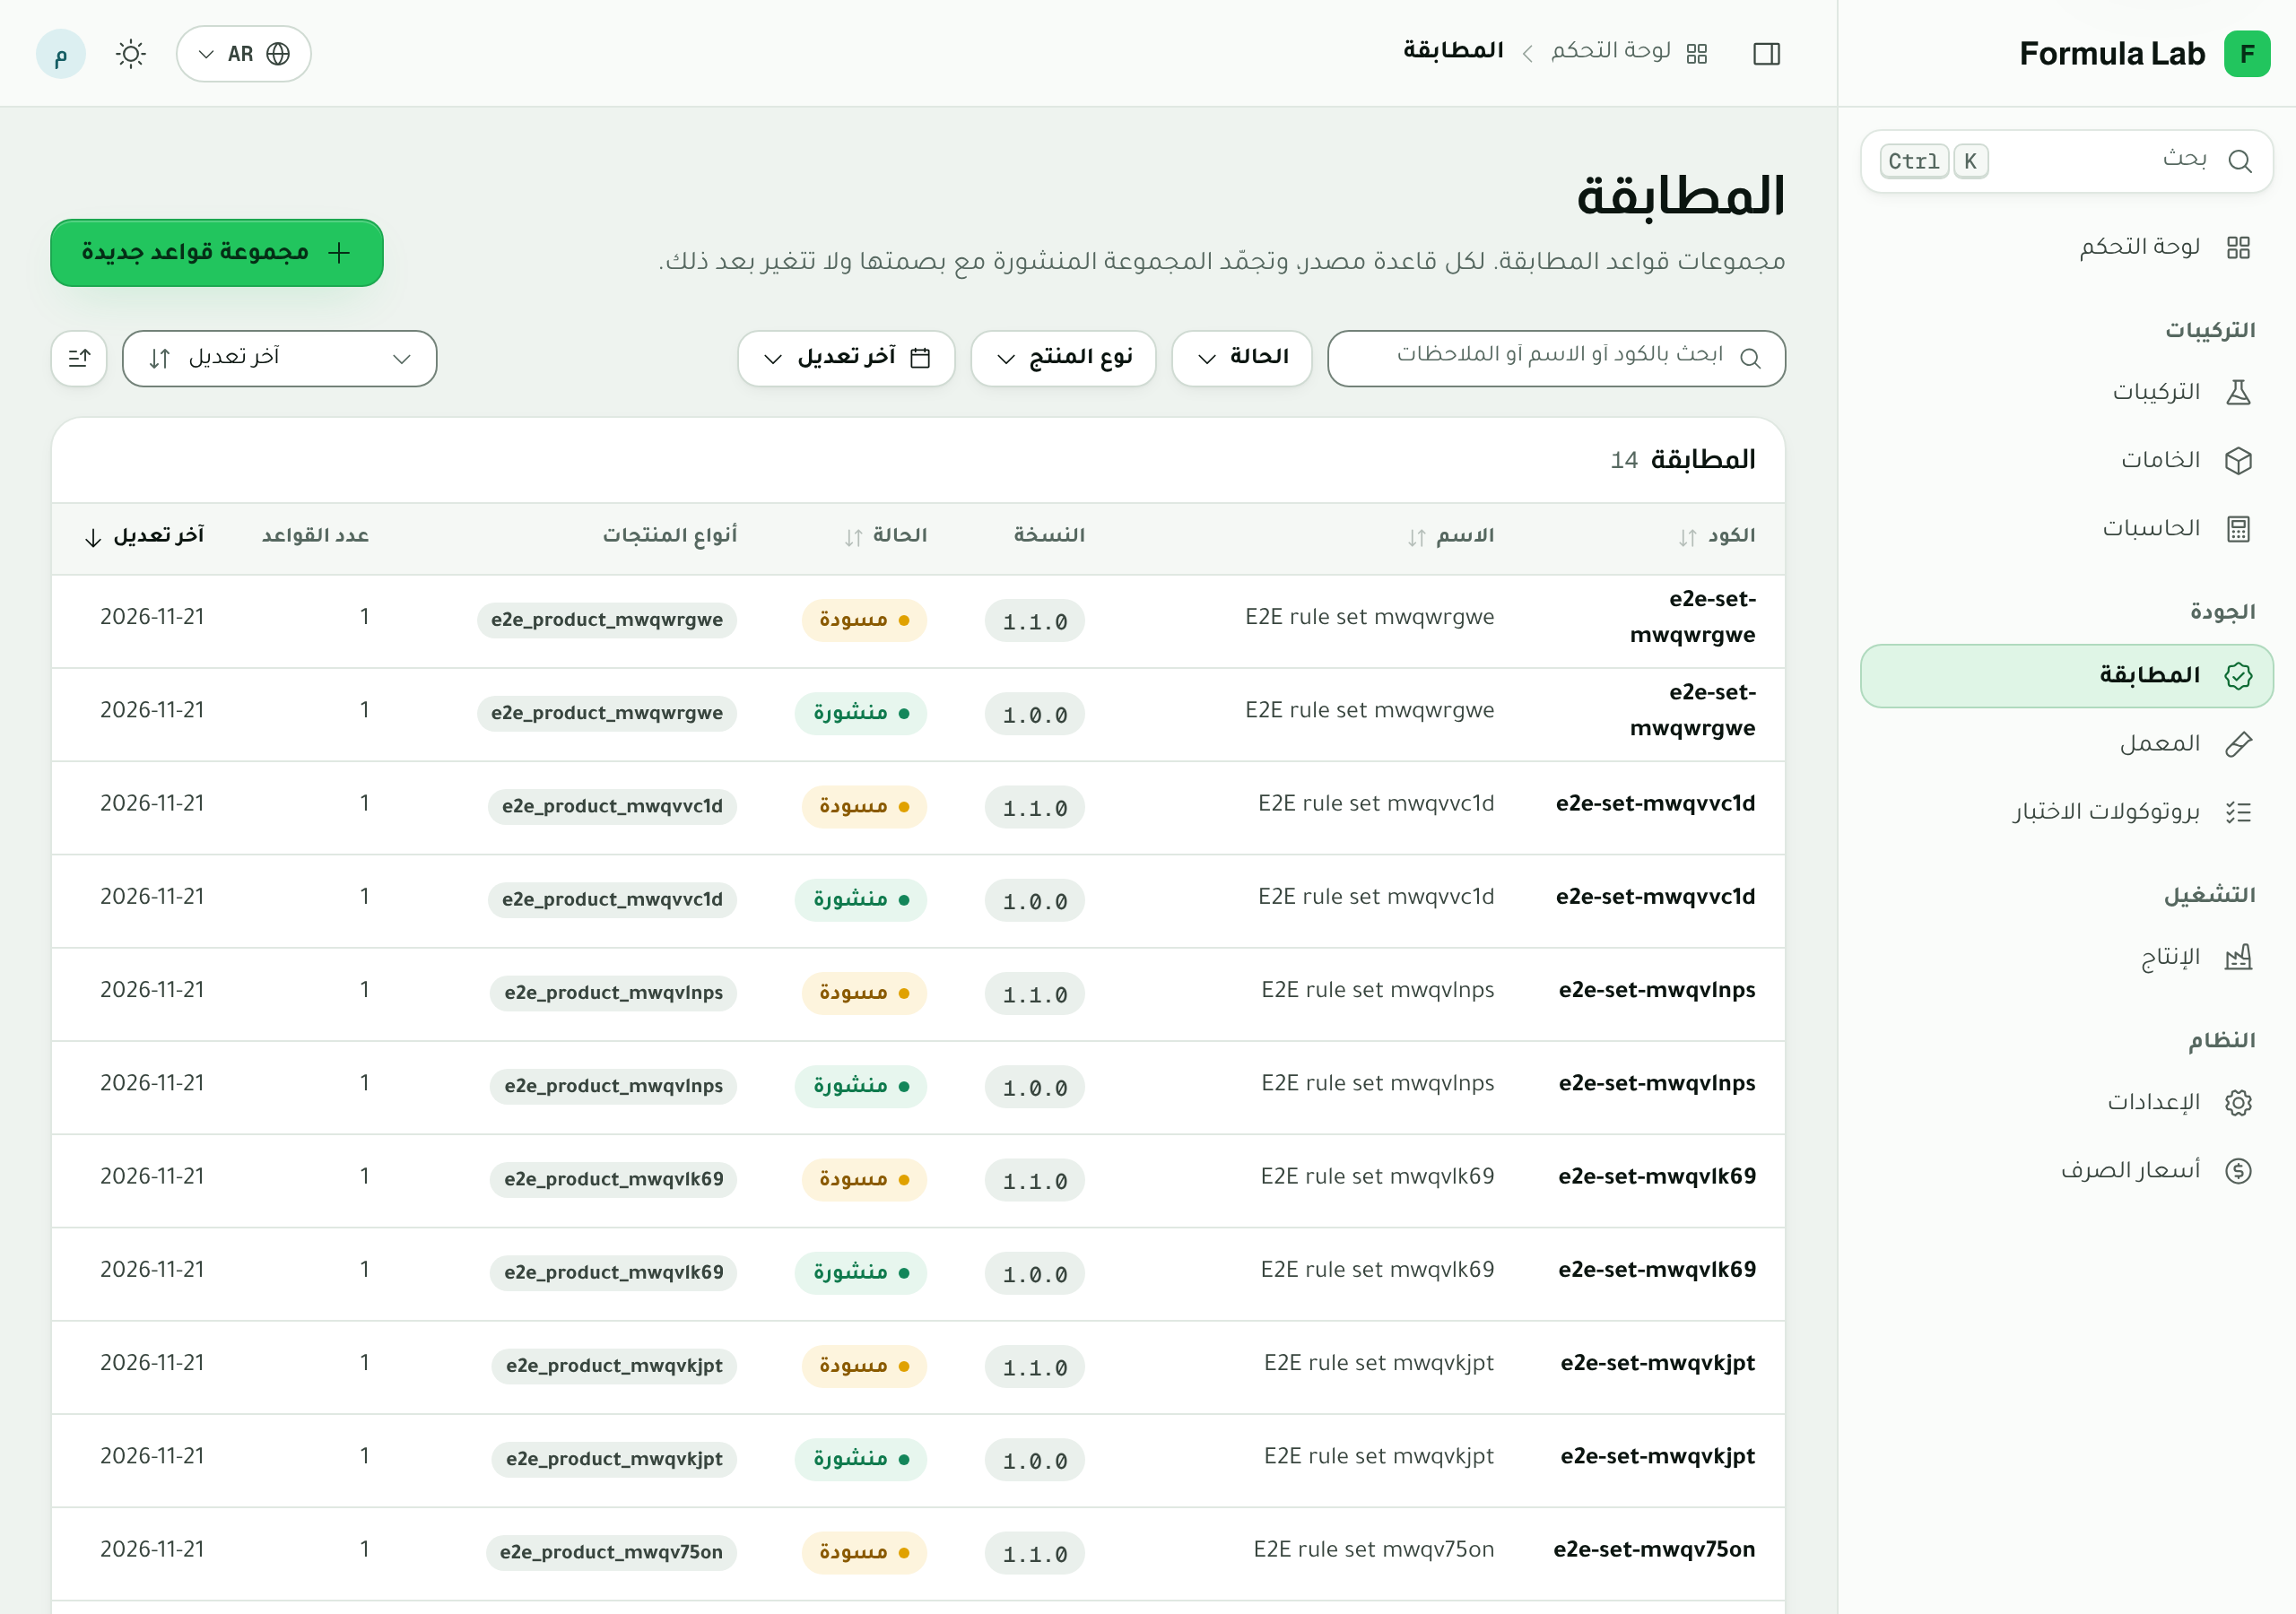 F Formula Lab
لوحة التحكم
المطابقة
AR
م
بحث
Ctrl K
لوحة التحكم
التركيبات
التركيبات
الخامات
الحاسبات
الجودة
المطابقة
المعمل
بروتوكولات الاختبار
التشغيل
الإنتاج
النظام
الإعدادات
أسعار الصرف
المطابقة
مجموعات قواعد المطابقة. لكل قاعدة مصدر، وتجمّد المجموعة المنشورة مع بصمتها ولا تتغير بعد ذلك.
مجموعة قواعد جديدة
ابحث بالكود أو الاسم أو الملاحظات
الحالة
نوع المنتج
آخر تعديل
آخر تعديل
المطابقة 14
الكود الاسم النسخة الحالة أنواع المنتجات عدد القواعد آخر تعديل
e2e-set-mwqwrgwe E2E rule set mwqwrgwe 1.1.0 مسودة e2e_product_mwqwrgwe 1 2026-11-21
e2e-set-mwqwrgwe E2E rule set mwqwrgwe 1.0.0 منشورة e2e_product_mwqwrgwe 1 2026-11-21
e2e-set-mwqvvc1d E2E rule set mwqvvc1d 1.1.0 مسودة e2e_product_mwqvvc1d 1 2026-11-21
e2e-set-mwqvvc1d E2E rule set mwqvvc1d 1.0.0 منشورة e2e_product_mwqvvc1d 1 2026-11-21
e2e-set-mwqvlnps E2E rule set mwqvlnps 1.1.0 مسودة e2e_product_mwqvlnps 1 2026-11-21
e2e-set-mwqvlnps E2E rule set mwqvlnps 1.0.0 منشورة e2e_product_mwqvlnps 1 2026-11-21
e2e-set-mwqvlk69 E2E rule set mwqvlk69 1.1.0 مسودة e2e_product_mwqvlk69 1 2026-11-21
e2e-set-mwqvlk69 E2E rule set mwqvlk69 1.0.0 منشورة e2e_product_mwqvlk69 1 2026-11-21
e2e-set-mwqvkjpt E2E rule set mwqvkjpt 1.1.0 مسودة e2e_product_mwqvkjpt 1 2026-11-21
e2e-set-mwqvkjpt E2E rule set mwqvkjpt 1.0.0 منشورة e2e_product_mwqvkjpt 1 2026-11-21
e2e-set-mwqv75on E2E rule set mwqv75on 1.1.0 مسودة e2e_product_mwqv75on 1 2026-11-21